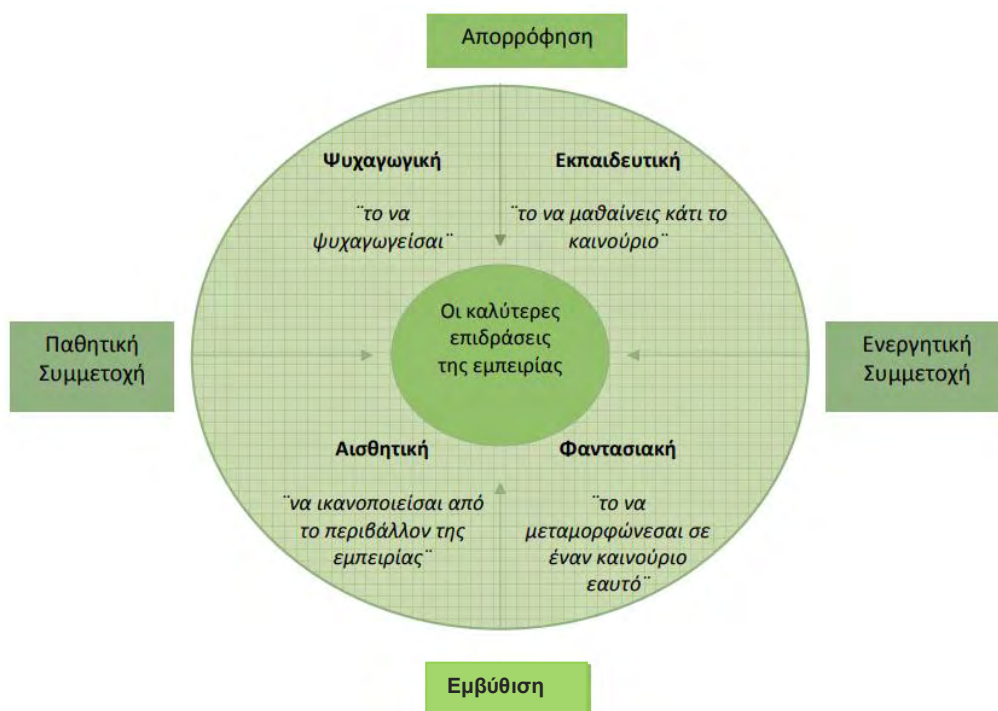 Απορρόφηση
Ψυχαγωγική
¨το να
ψυχαγωγείσαι¨
Εκπαιδευτική
¨το να μαθαίνεις κάτι το
καινούριο¨
Παθητική
Συμμετοχή
Οι καλύτερες
επιδράσεις
της εμπειρίας
Ενεργητική
Συμμετοχή
Αισθητική
¨να ικανοποιείσαι από
το περιβάλλον της
εμπειρίας¨
Φαντασιακή
¨το να
μεταμορφώνεσαι σε
έναν καινούριο
εαυτό¨
Εμβύθιση